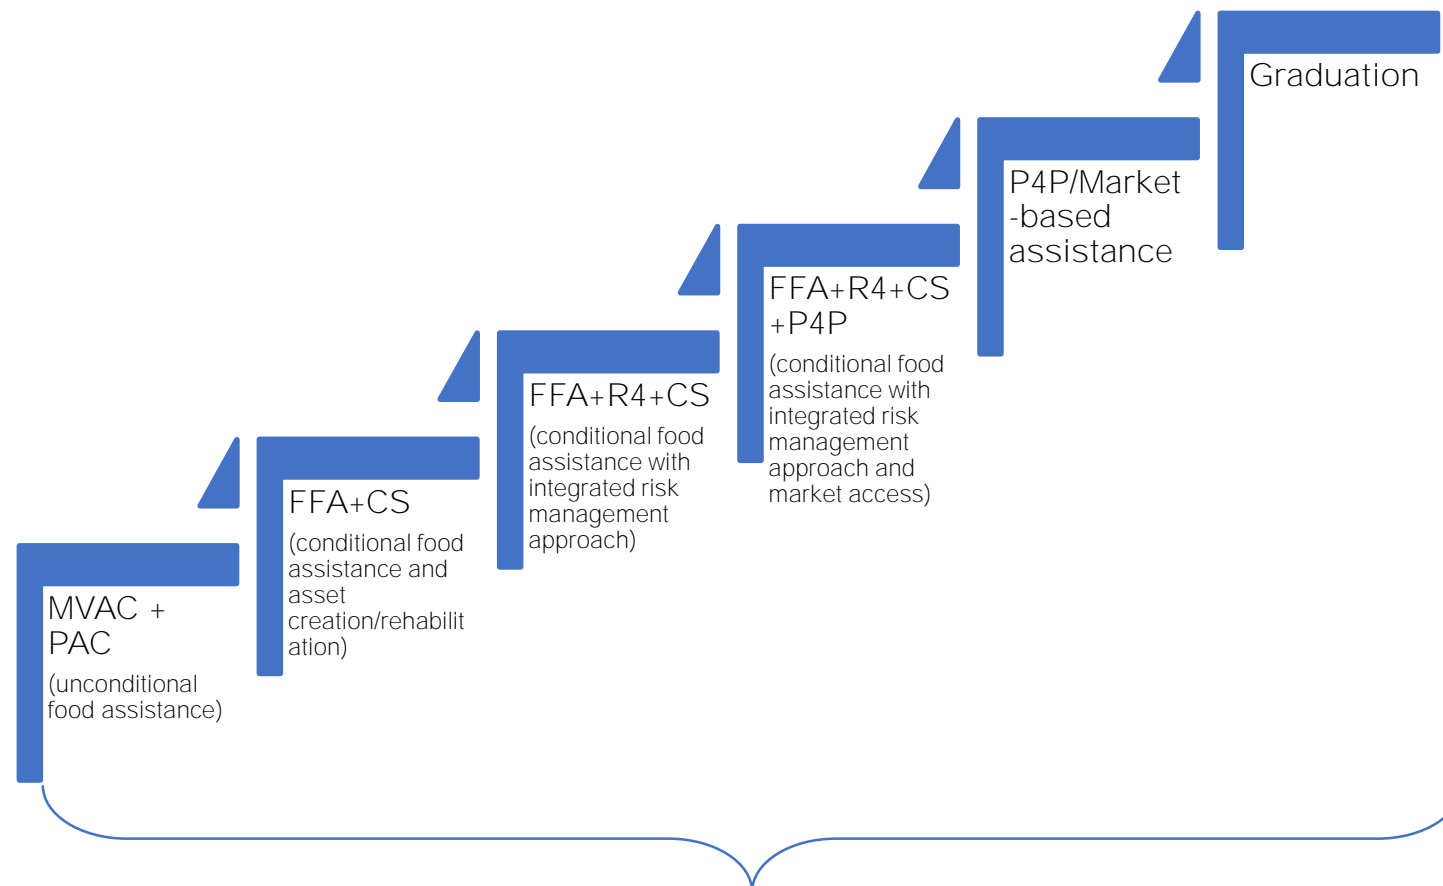 MVAC +
PAC
(unconditional
food assistance)
FFA+CS
(conditional food
assistance and
asset
creation/rehabilit
ation)
FFA+R4+CS
(conditional food
assistance with
integrated risk
management
approach)
FFA+R4+CS
+P4P
(conditional food
assistance with
integrated risk
management
approach and
market access)
P4P/Market
-based
assistance
Graduation